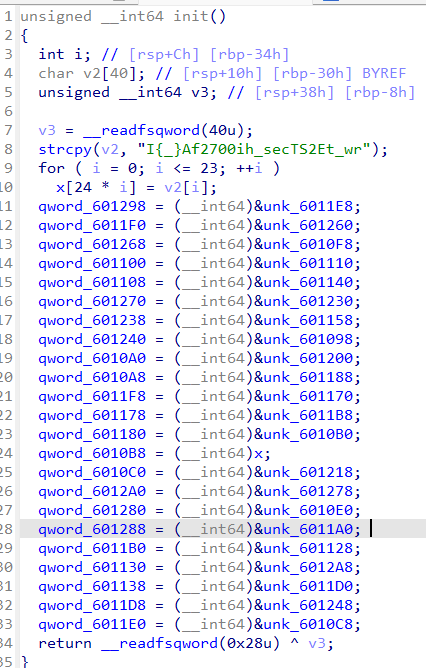 1 unsigned __int64 init()
2 {
3 int i; // [rsp+Ch] [rbp-34h]
4 char v2[40]; // [rsp+10h] [rbp-30h] BYREF
5 unsigned __int64 v3; // [rsp+38h] [rbp-8h]
6
7 v3 = __readfsqword(40u);
8 strcpy(v2, "I{_}Af2700ih_secTS2Et_wr");
9 for ( i = 0; i <= 23; ++i )
10 x[24 * i] = v2[i];
11 qword_601298 = (__int64)&unk_6011E8;
12 qword_6011F0 = (__int64)&unk_601260;
13 qword_601268 = (__int64)&unk_6010F8;
14 qword_601100 = (__int64)&unk_601110;
15 qword_601108 = (__int64)&unk_601140;
16 qword_601270 = (__int64)&unk_601230;
17 qword_601238 = (__int64)&unk_601158;
18 qword_601240 = (__int64)&unk_601098;
19 qword_6010A0 = (__int64)&unk_601200;
20 qword_6010A8 = (__int64)&unk_601188;
21 qword_6011F8 = (__int64)&unk_601170;
22 qword_601178 = (__int64)&unk_6011B8;
23 qword_601180 = (__int64)&unk_6010B0;
24 qword_6010B8 = (__int64)x;
25 qword_6010C0 = (__int64)&unk_601218;
26 qword_6012A0 = (__int64)&unk_601278;
27 qword_601280 = (__int64)&unk_6010E0;
28 qword_601288 = (__int64)&unk_6011A0;
29 qword_6011B0 = (__int64)&unk_601128;
30 qword_601130 = (__int64)&unk_6012A8;
31 qword_601138 = (__int64)&unk_6011D0;
32 qword_6011D8 = (__int64)&unk_601248;
33 qword_6011E0 = (__int64)&unk_6010C8;
34 return __readfsqword(0x28u) ^ v3;
35 }